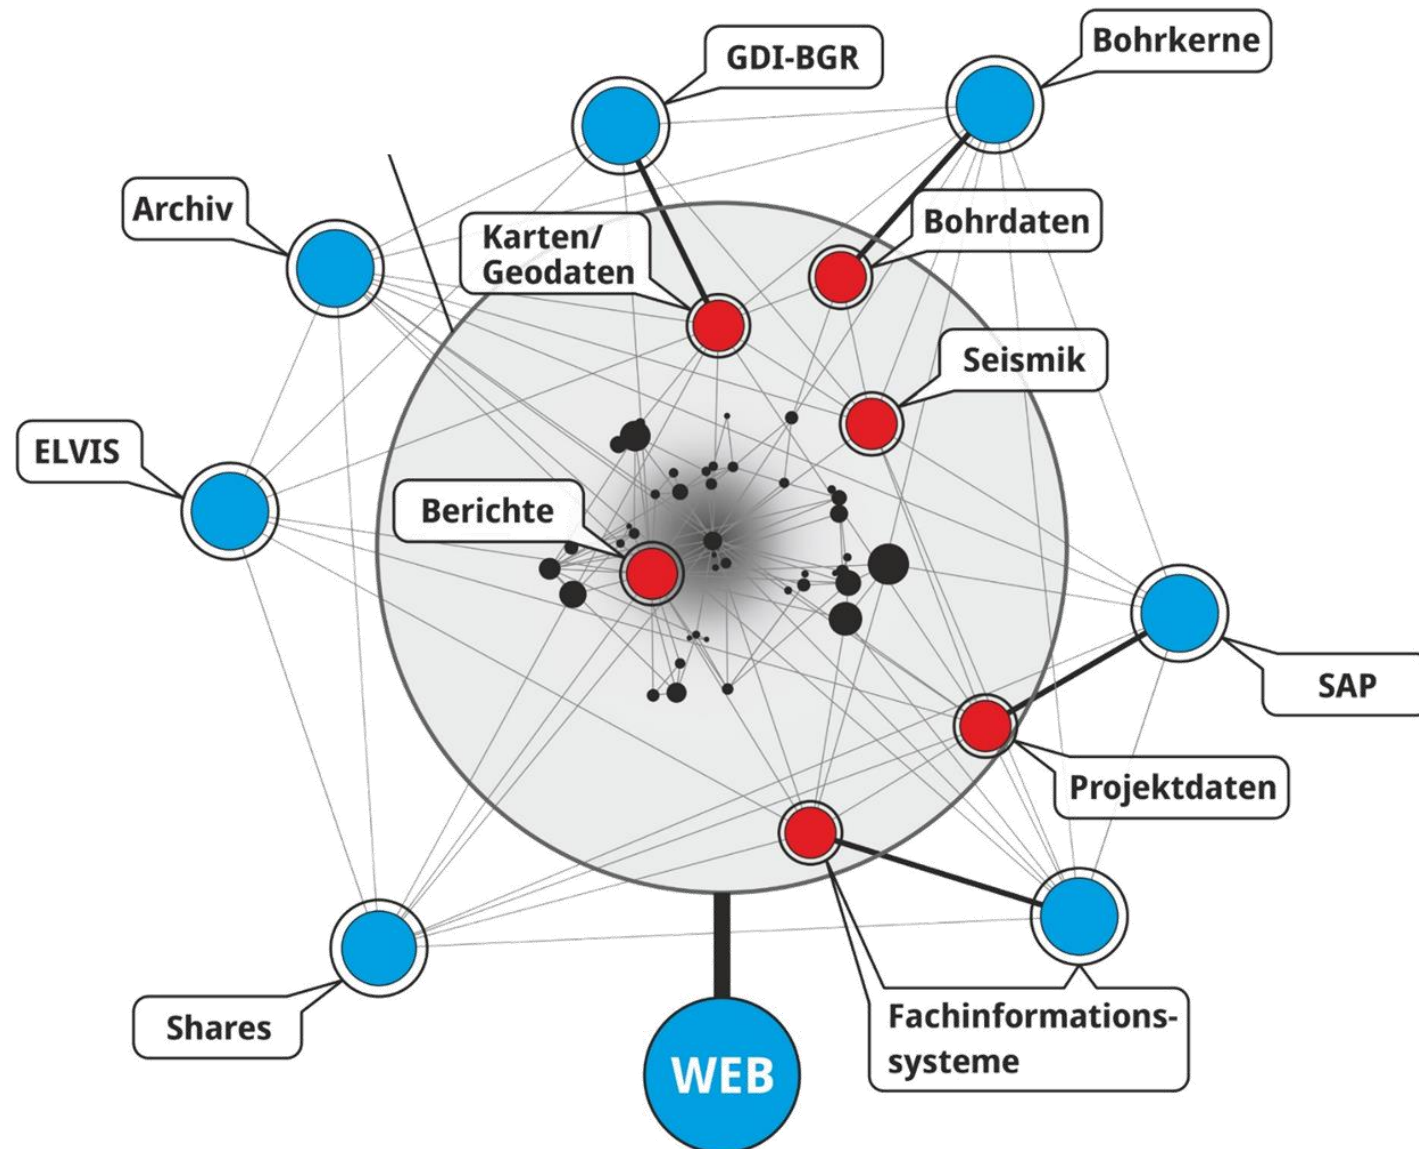 GDI-BGR
Bohrkerne
Archiv
Karten/
Geodaten
Bohrdaten
Seismik
ELVIS
Berichte
SAP
Projektdaten
Shares
Fachinformations-
systeme
WEB